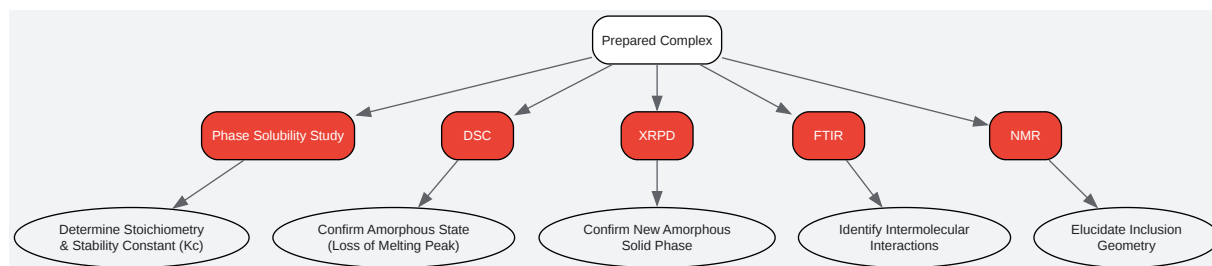 Prepared Complex
Phase Solubility Study
DSC
XRPD
FTIR
NMR
Determine Stoichiometry
& Stability Constant (Kc)
Confirm Amorphous State
(Loss of Melting Peak)
Confirm New Amorphous
Solid Phase
Identify Intermolecular
Interactions
Elucidate Inclusion
Geometry